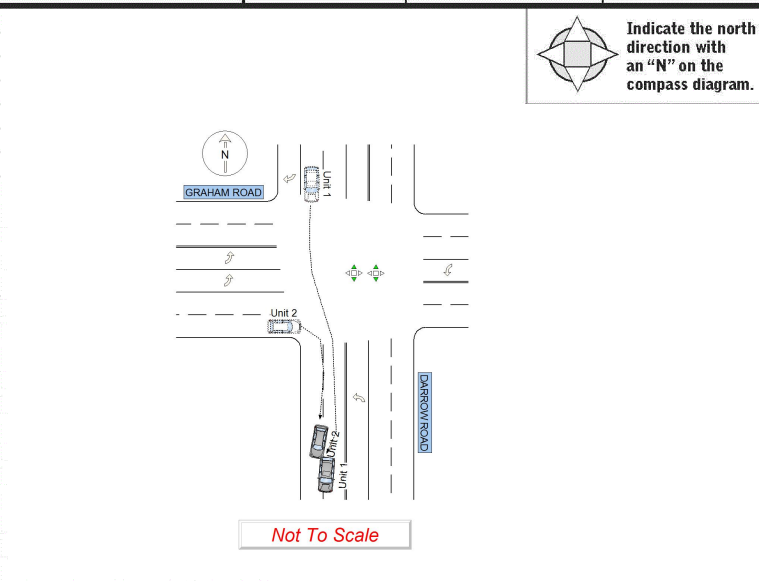 Indicate the north
direction with
an “N” on the
compass diagram.
N
GRAHAM ROAD
Unit 1
Unit 2
DARROW ROAD
Unit 2
Unit 1
Not To Scale